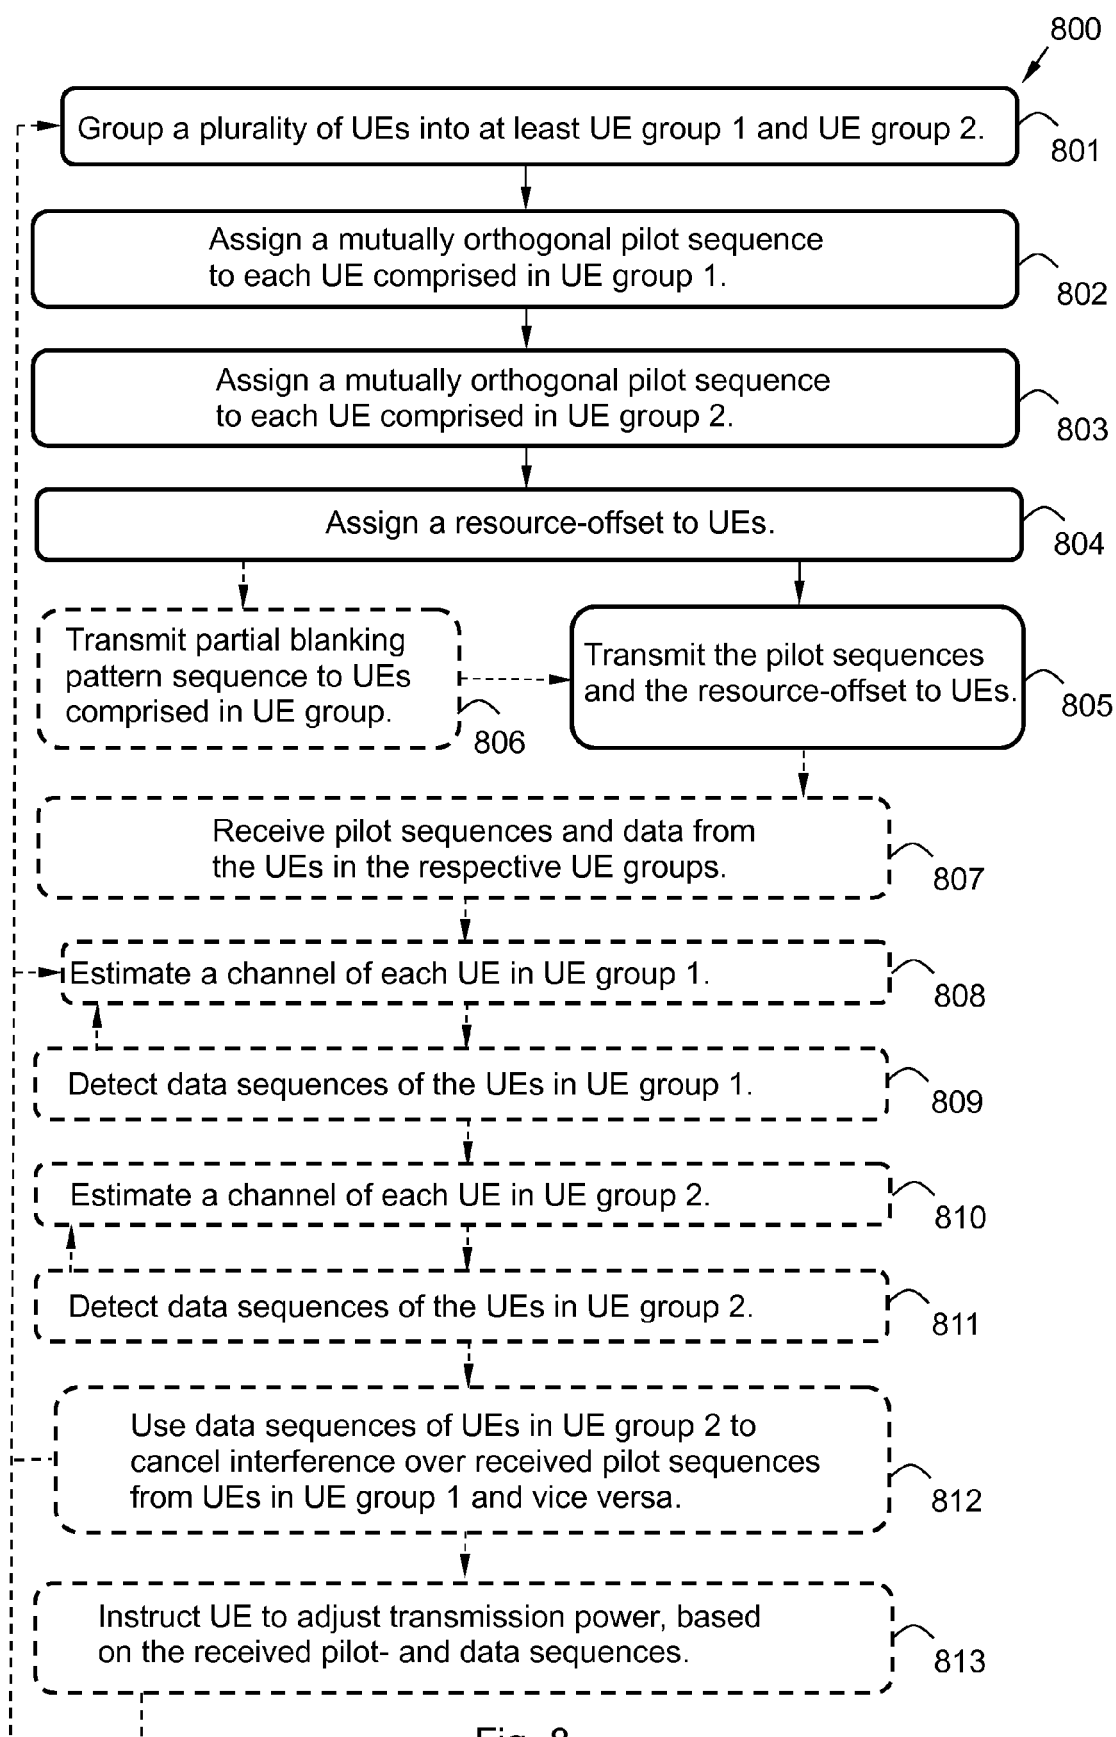 800
Group a plurality of UEs into at least UE group 1 and UE group 2.
801
Assign a mutually orthogonal pilot sequence
to each UE comprised in UE group 1.
802
Assign a mutually orthogonal pilot sequence
to each UE comprised in UE group 2.
803
Assign a resource-offset to UEs.
804
Transmit partial blanking
pattern sequence to UEs
comprised in UE group.
806
Transmit the pilot sequences
and the resource-offset to UEs.
805
Receive pilot sequences and data from
the UEs in the respective UE groups.
807
Estimate a channel of each UE in UE group 1.
808
Detect data sequences of the UEs in UE group 1.
809
Estimate a channel of each UE in UE group 2.
810
Detect data sequences of the UEs in UE group 2.
811
Use data sequences of UEs in UE group 2 to
cancel interference over received pilot sequences
from UEs in UE group 1 and vice versa.
812
Instruct UE to adjust transmission power, based
on the received pilot- and data sequences.
813